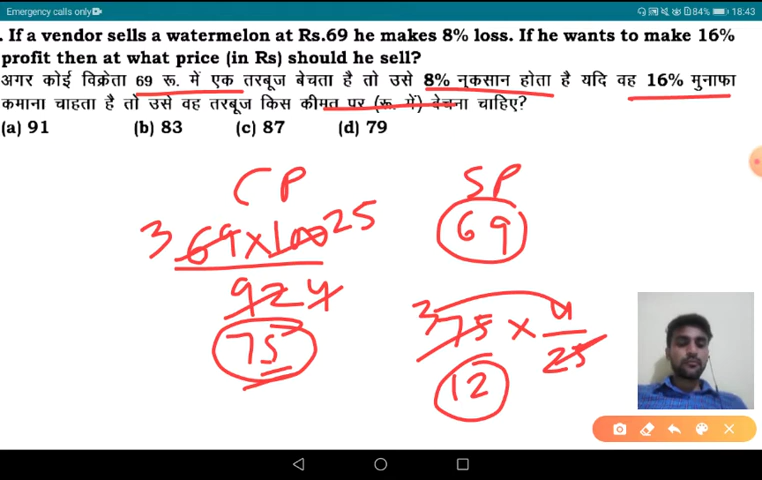 Emergency calls only
84% 18:43
. If a vendor sells a watermelon at Rs.69 he makes 8% loss. If he wants to make 16%
profit then at what price (in Rs) should he sell?
अगर कोई विक्रेता 69 रू. में एक तरबूज बेचता है तो उसे 8% नुकसान होता है यदि वह 16% मुनाफा
कमाना चाहता है तो उसे वह तरबूज किस कीमत पर (रू. में) बेचना चाहिए?
(a) 91 (b) 83 (c) 87 (d) 79
CP SP
3 69×100 25 69
92 4
75
3 75 × 4/25
12